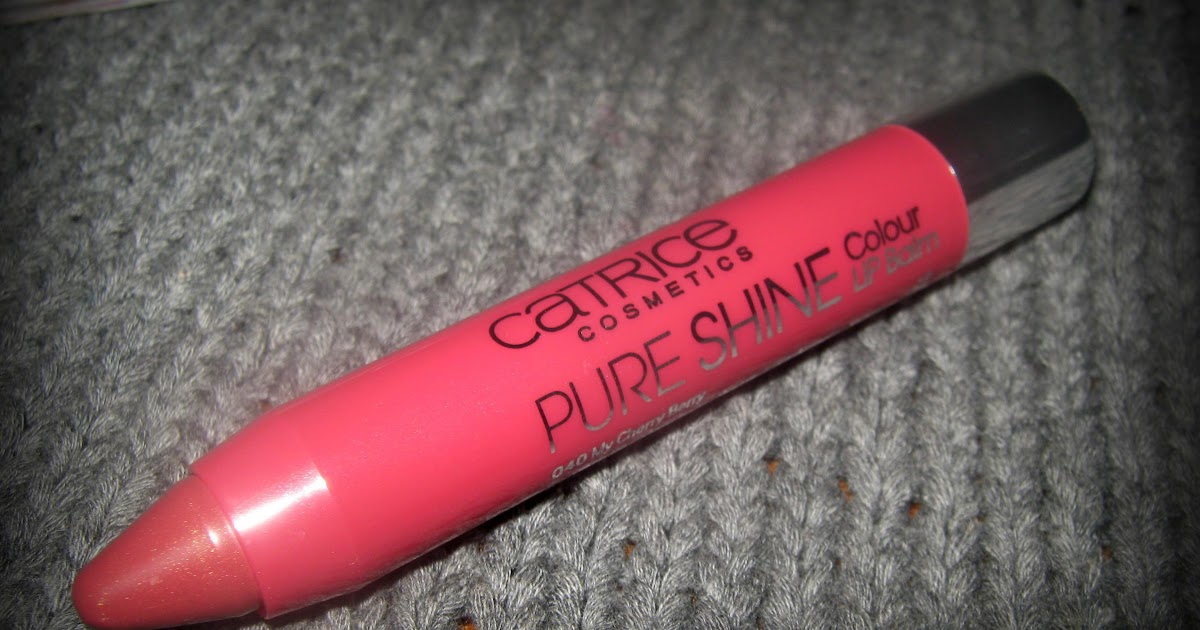 CATRICE
COSMETICS
PURE SHINE Colour
LIP Balm
040 My Cherry Berry